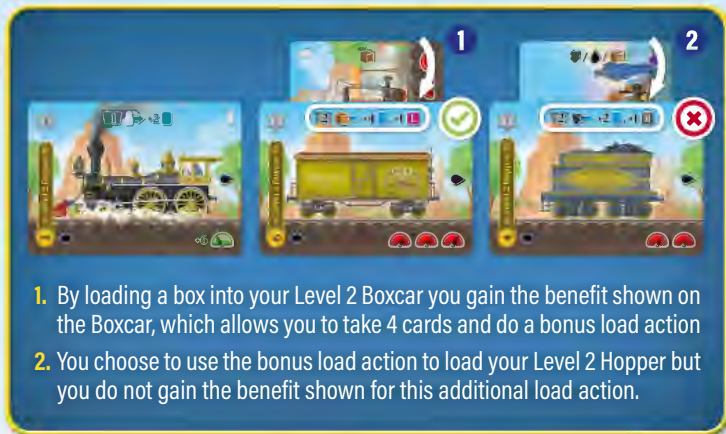 1
2
1. By loading a box into your Level 2 Boxcar you gain the benefit shown on
the Boxcar, which allows you to take 4 cards and do a bonus load action
2. You choose to use the bonus load action to load your Level 2 Hopper but
you do not gain the benefit shown for this additional load action.